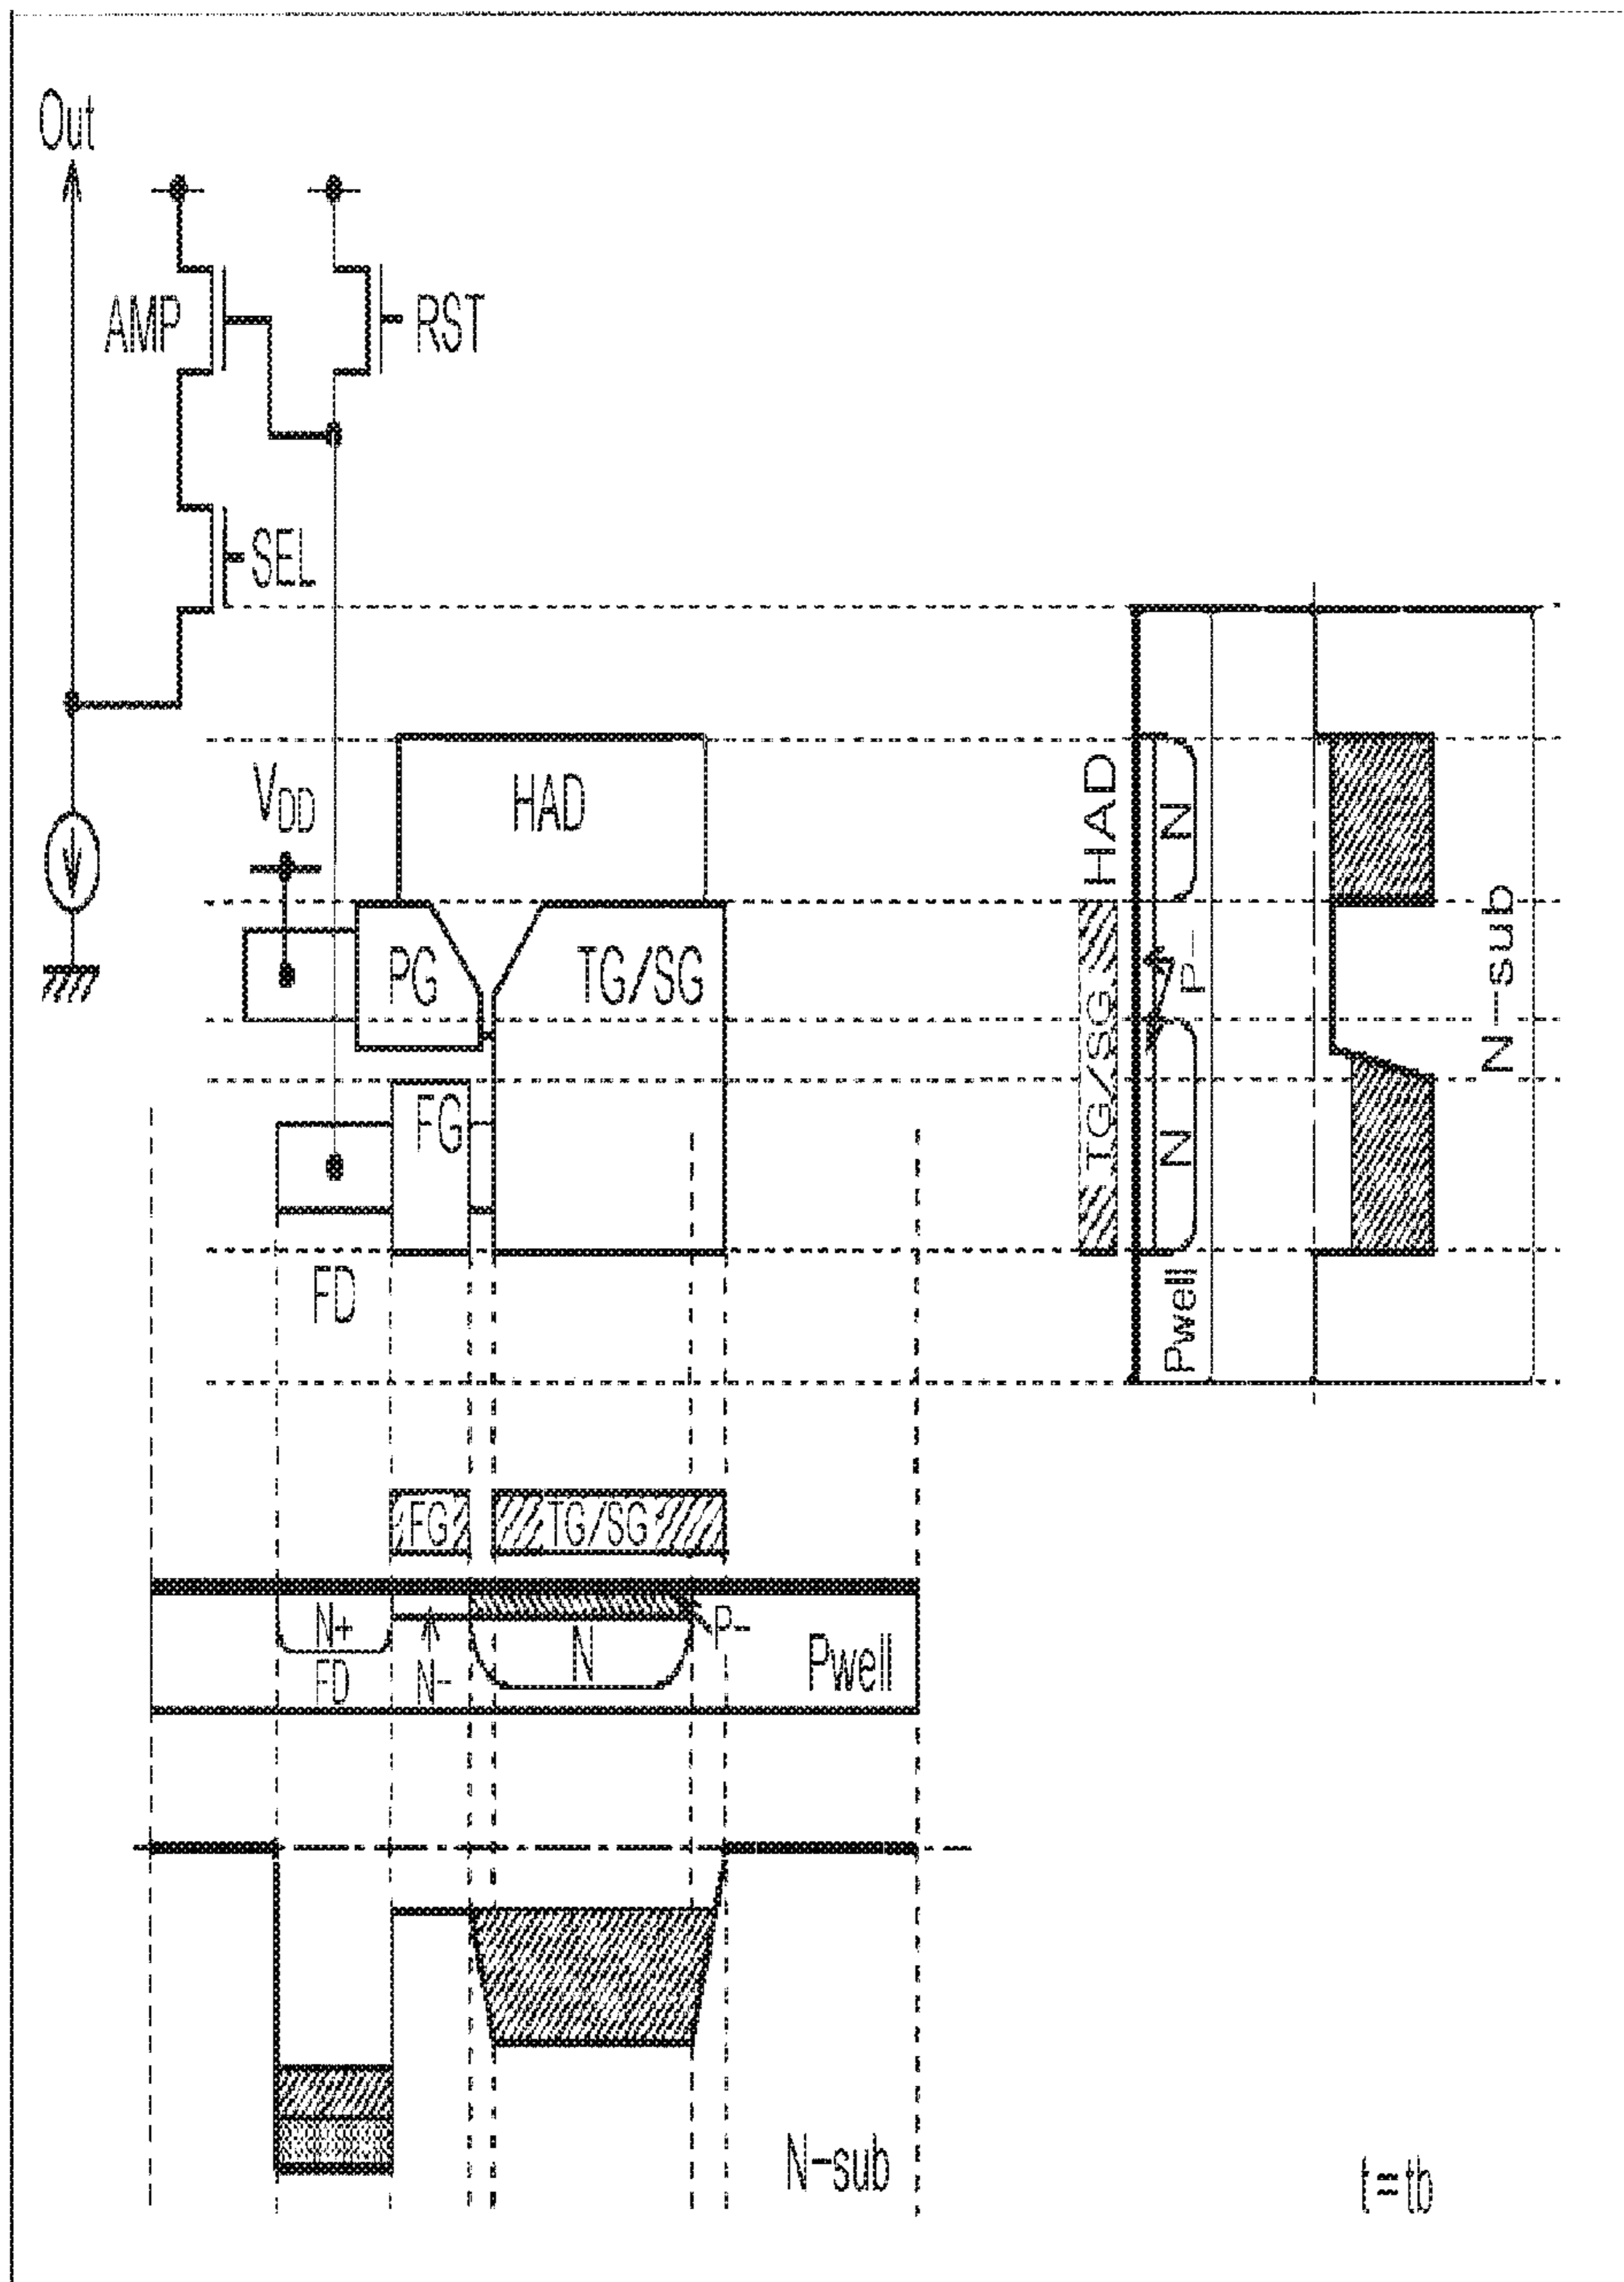 Out
AMP
RST
SEL
VDD
HAD
PG
TG/SG
FG
FD
HAD
TG/SG
N
P-
N
Pwell
N-sub
FG
TG/SG
N+
FD
N-
N
P-
Pwell
N-sub
t=tb